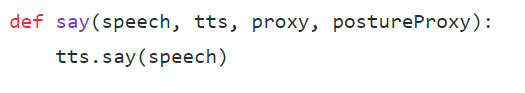 def say(speech, tts, proxy, postureProxy):
    tts.say(speech)